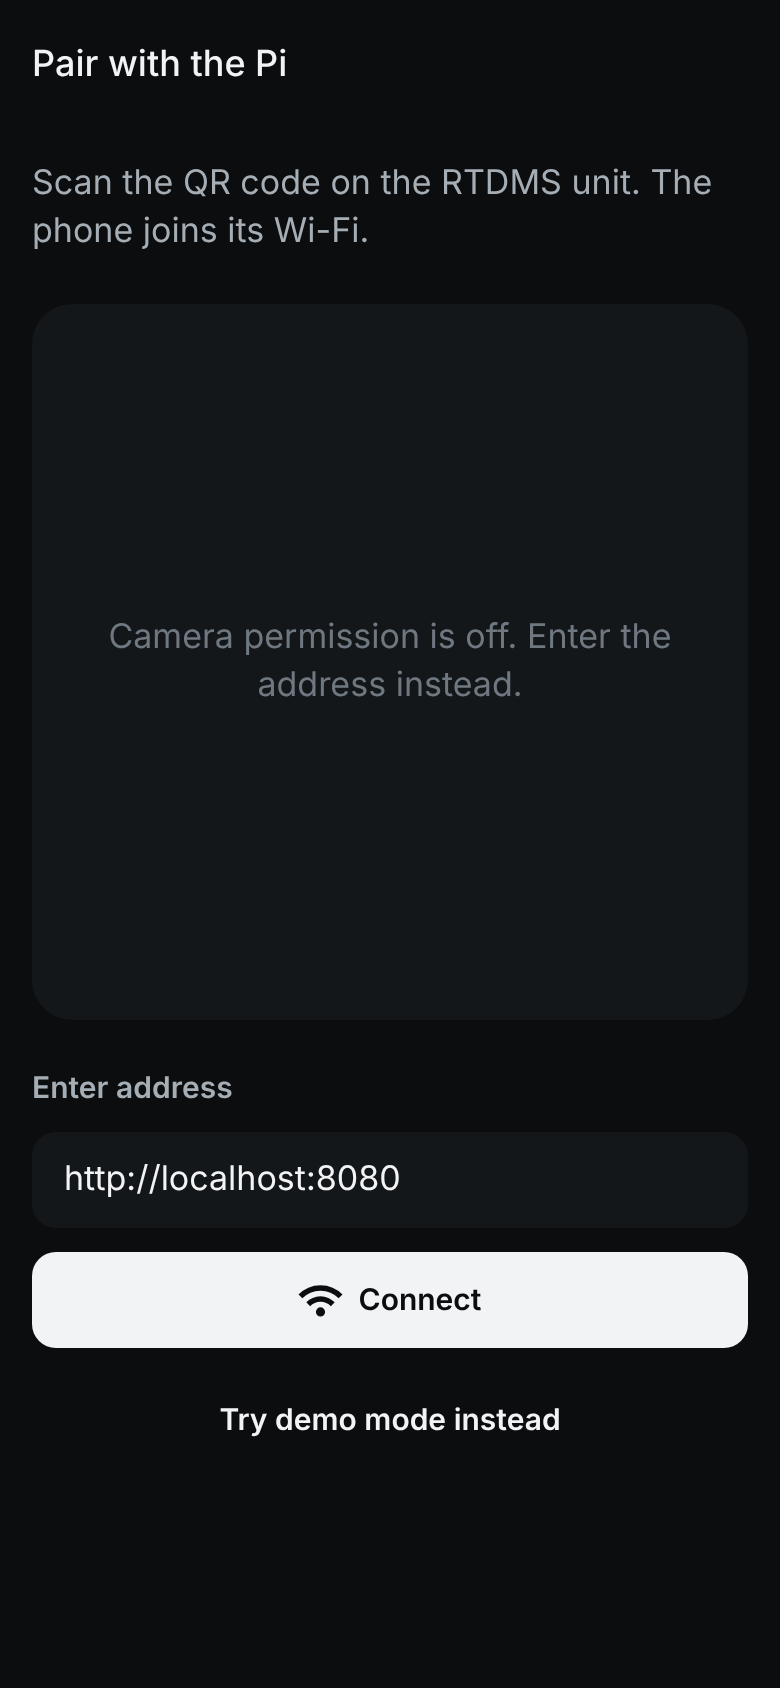 Pair with the Pi
Scan the QR code on the RTDMS unit. The
phone joins its Wi-Fi.
Camera permission is off. Enter the
address instead.
Enter address
http://localhost:8080
Connect
Try demo mode instead